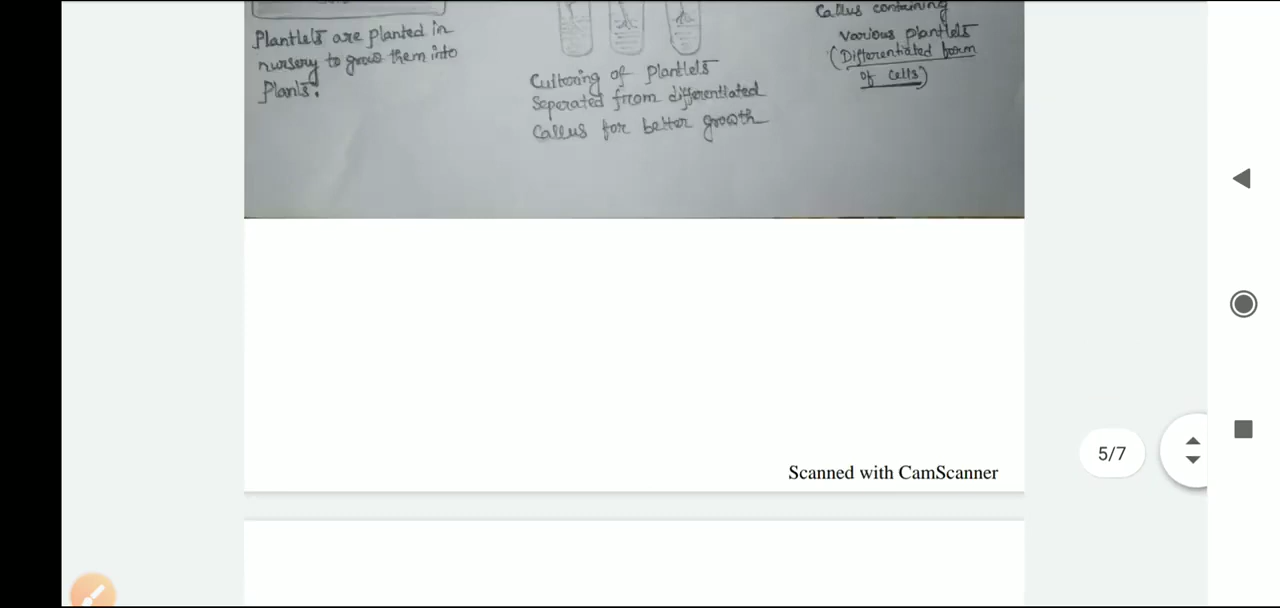 Plantlets are planted in
nursery to grow them into
Plants.
Cultoring of Plantlets
Seperated from differentiated
Callus for better growth
Callus containing
various plantlets
(Differentiated form
of cells)
Scanned with CamScanner
5/7